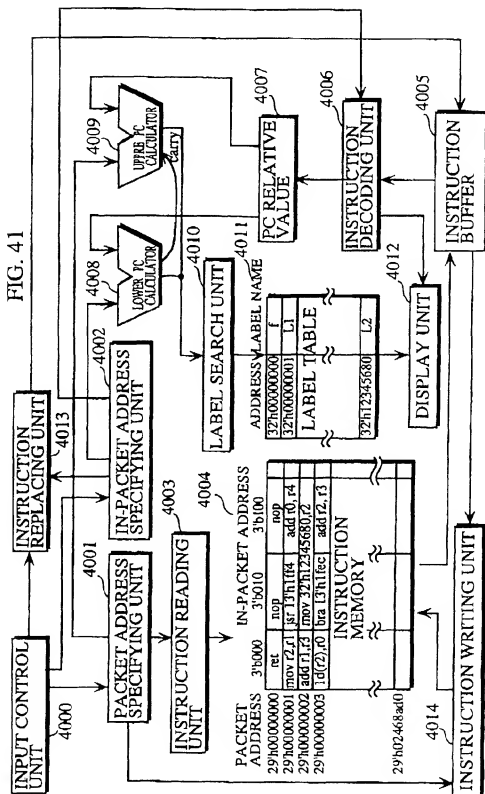 FIG. 41
INPUT CONTROL
UNIT
4000
INSTRUCTION
REPLACING UNIT
4013
PACKET ADDRESS
SPECIFYING UNIT
4001
IN-PACKET ADDRESS
SPECIFYING UNIT
4002
INSTRUCTION READING
UNIT
4003
LOWER PC
CALCULATOR
4008
UPPRE PC
CALCULATOR
4009
carry
LABEL SEARCH UNIT
4010
PC RELATIVE
VALUE
4007
INSTRUCTION
DECODING UNIT
4006
INSTRUCTION
BUFFER
4005
DISPLAY UNIT
4012
4011
ADDRESS LABEL NAME
32'h00000000 f
32'h00000001 L1
LABEL TABLE
32'h12345680 L2
4004
PACKET
ADDRESS
IN-PACKET ADDRESS
3'b000 3'b010 3'b100
29'h00000000 ret nop nop
29'h00000001 mov r2,r1 jsr 13'h1ff4 add r0, r4
29'h00000002 add r1,r3 mov 32'h12345680,r2
29'h00000003 ld(r2),r0 bra 13'h1fec add r2, r3
INSTRUCTION
MEMORY
29'h02468ad0
INSTRUCTION WRITING UNIT
4014